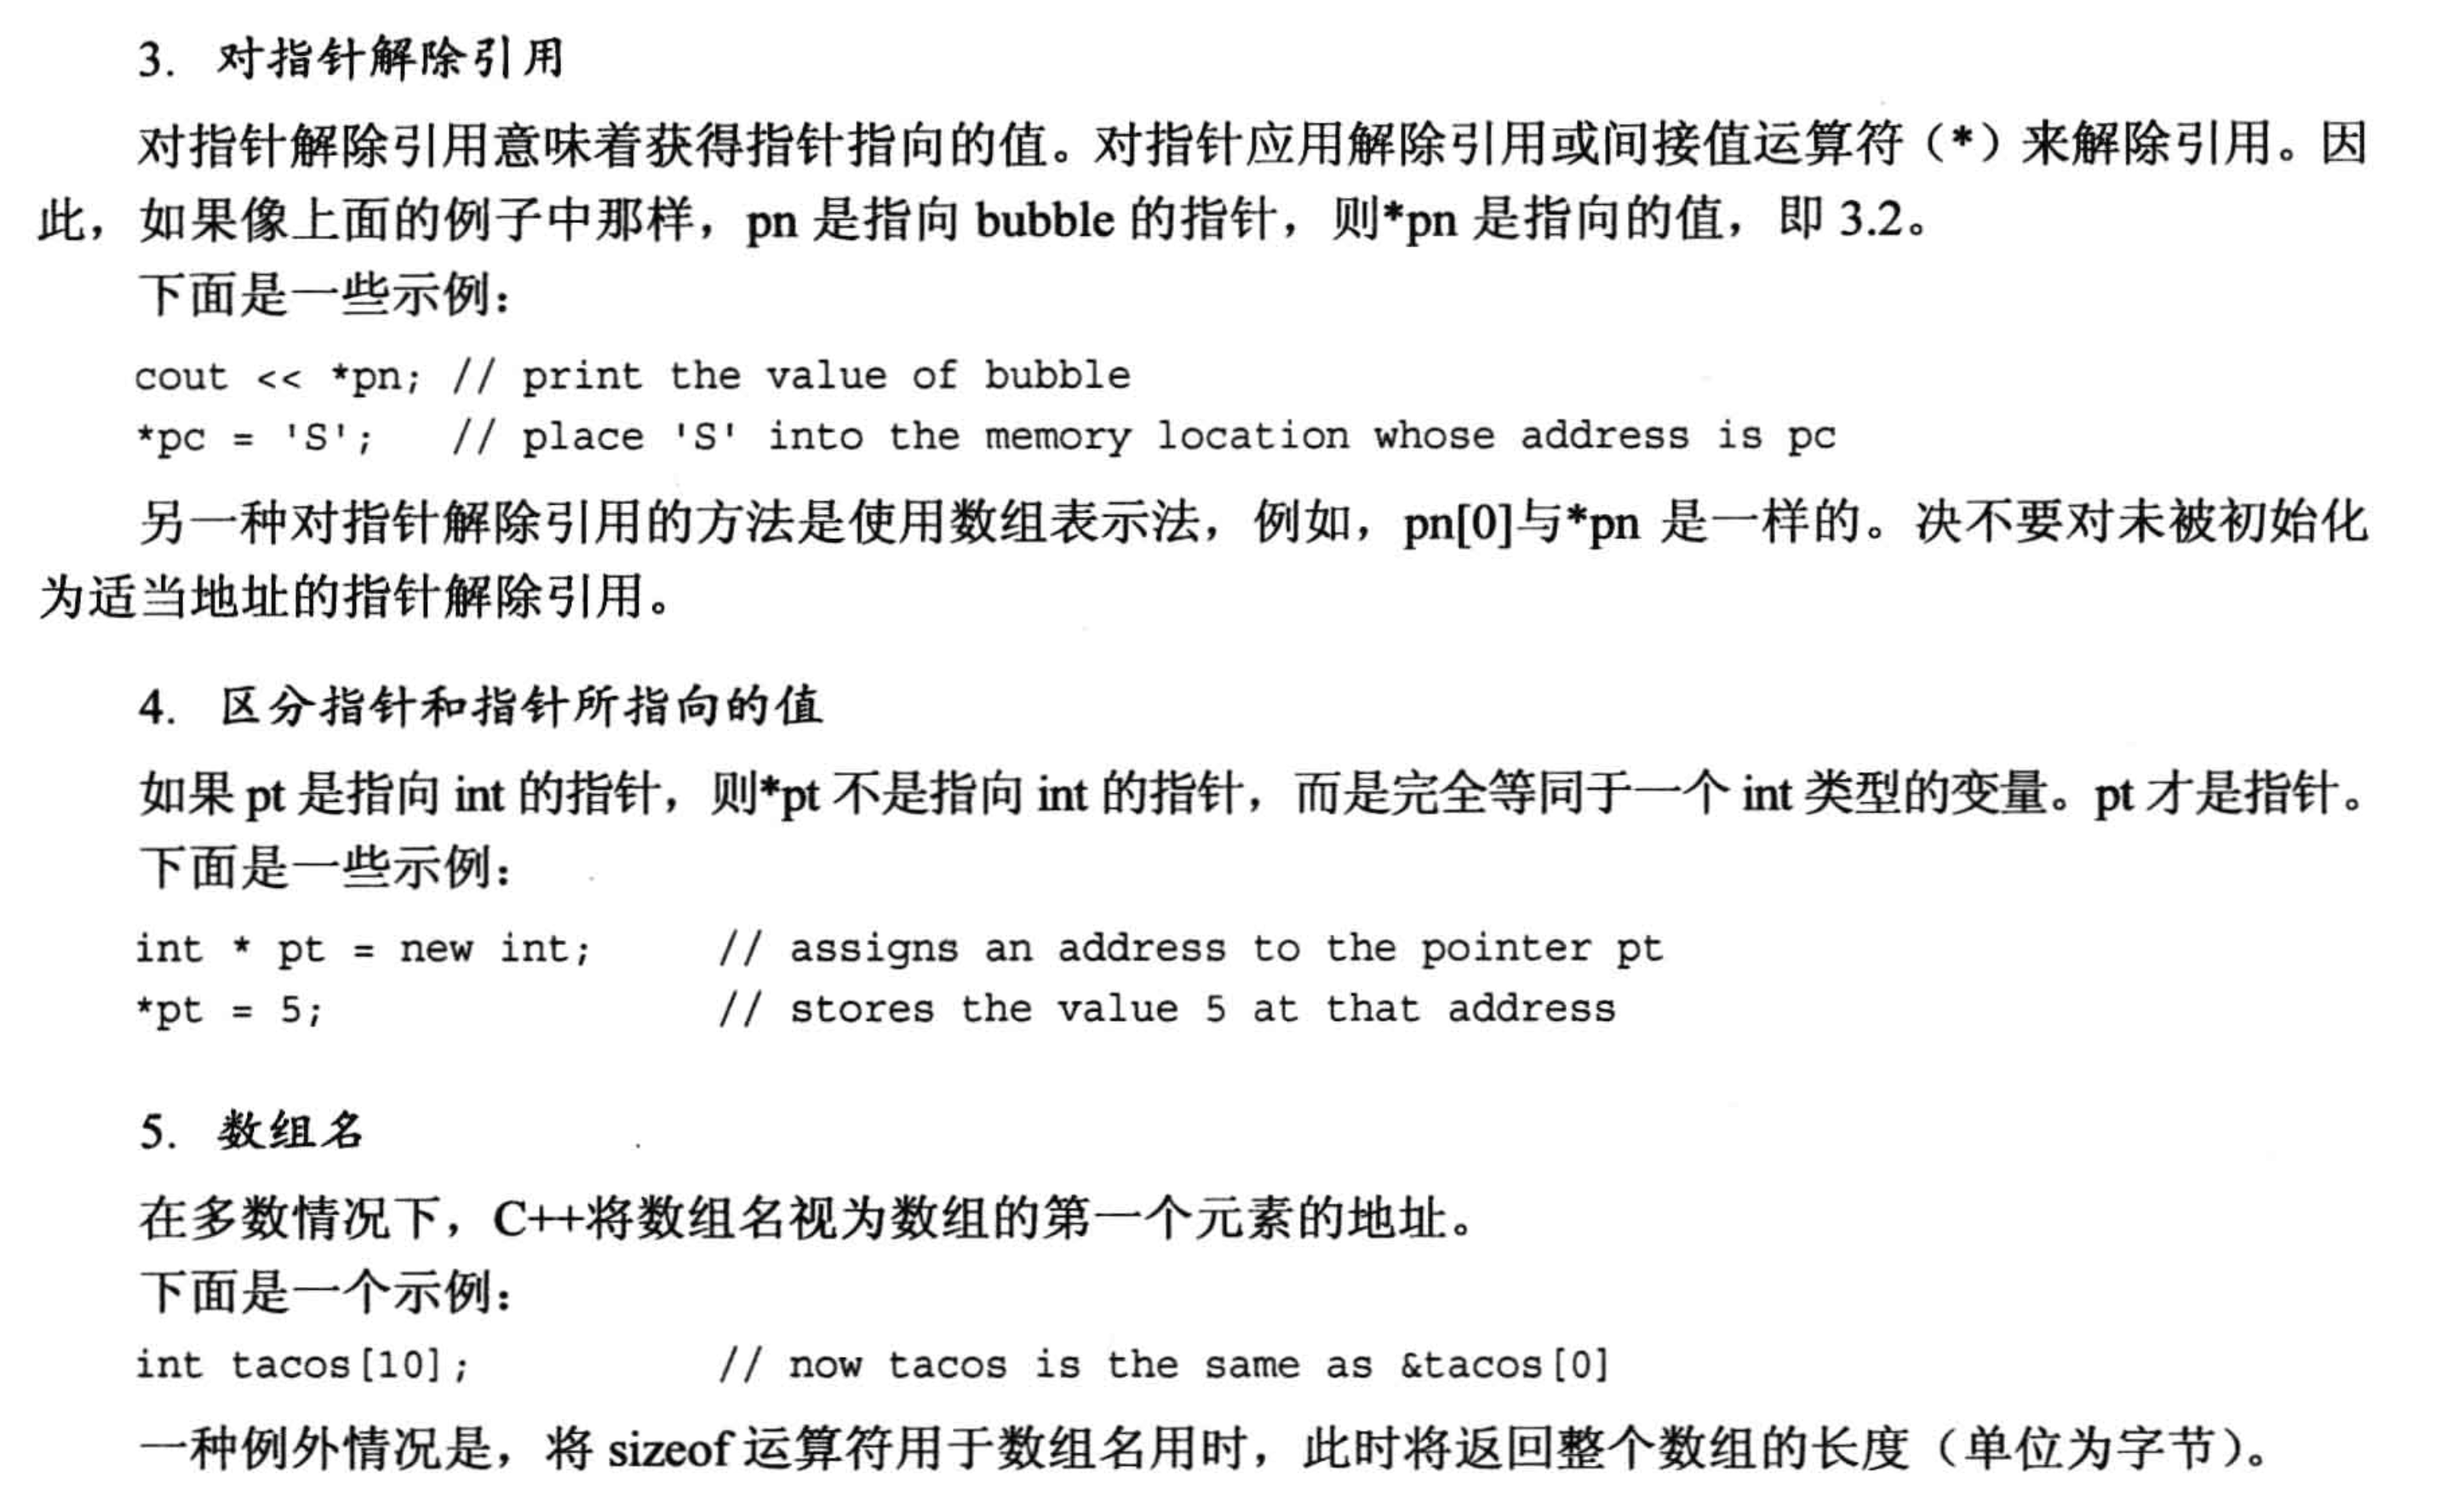 3. 对指针解除引用
对指针解除引用意味着获得指针指向的值。对指针应用解除引用或间接值运算符（*）来解除引用。因
此，如果像上面的例子中那样，pn 是指向 bubble 的指针，则*pn 是指向的值，即 3.2。
下面是一些示例：
cout << *pn; // print the value of bubble
*pc = 'S';   // place 'S' into the memory location whose address is pc
另一种对指针解除引用的方法是使用数组表示法，例如，pn[0]与*pn 是一样的。决不要对未被初始化
为适当地址的指针解除引用。
4. 区分指针和指针所指向的值
如果 pt 是指向 int 的指针，则*pt 不是指向 int 的指针，而是完全等同于一个 int 类型的变量。pt 才是指针。
下面是一些示例：
int * pt = new int;     // assigns an address to the pointer pt
*pt = 5;                // stores the value 5 at that address
5. 数组名
在多数情况下，C++将数组名视为数组的第一个元素的地址。
下面是一个示例：
int tacos[10];          // now tacos is the same as &tacos[0]
一种例外情况是，将 sizeof 运算符用于数组名用时，此时将返回整个数组的长度（单位为字节）。